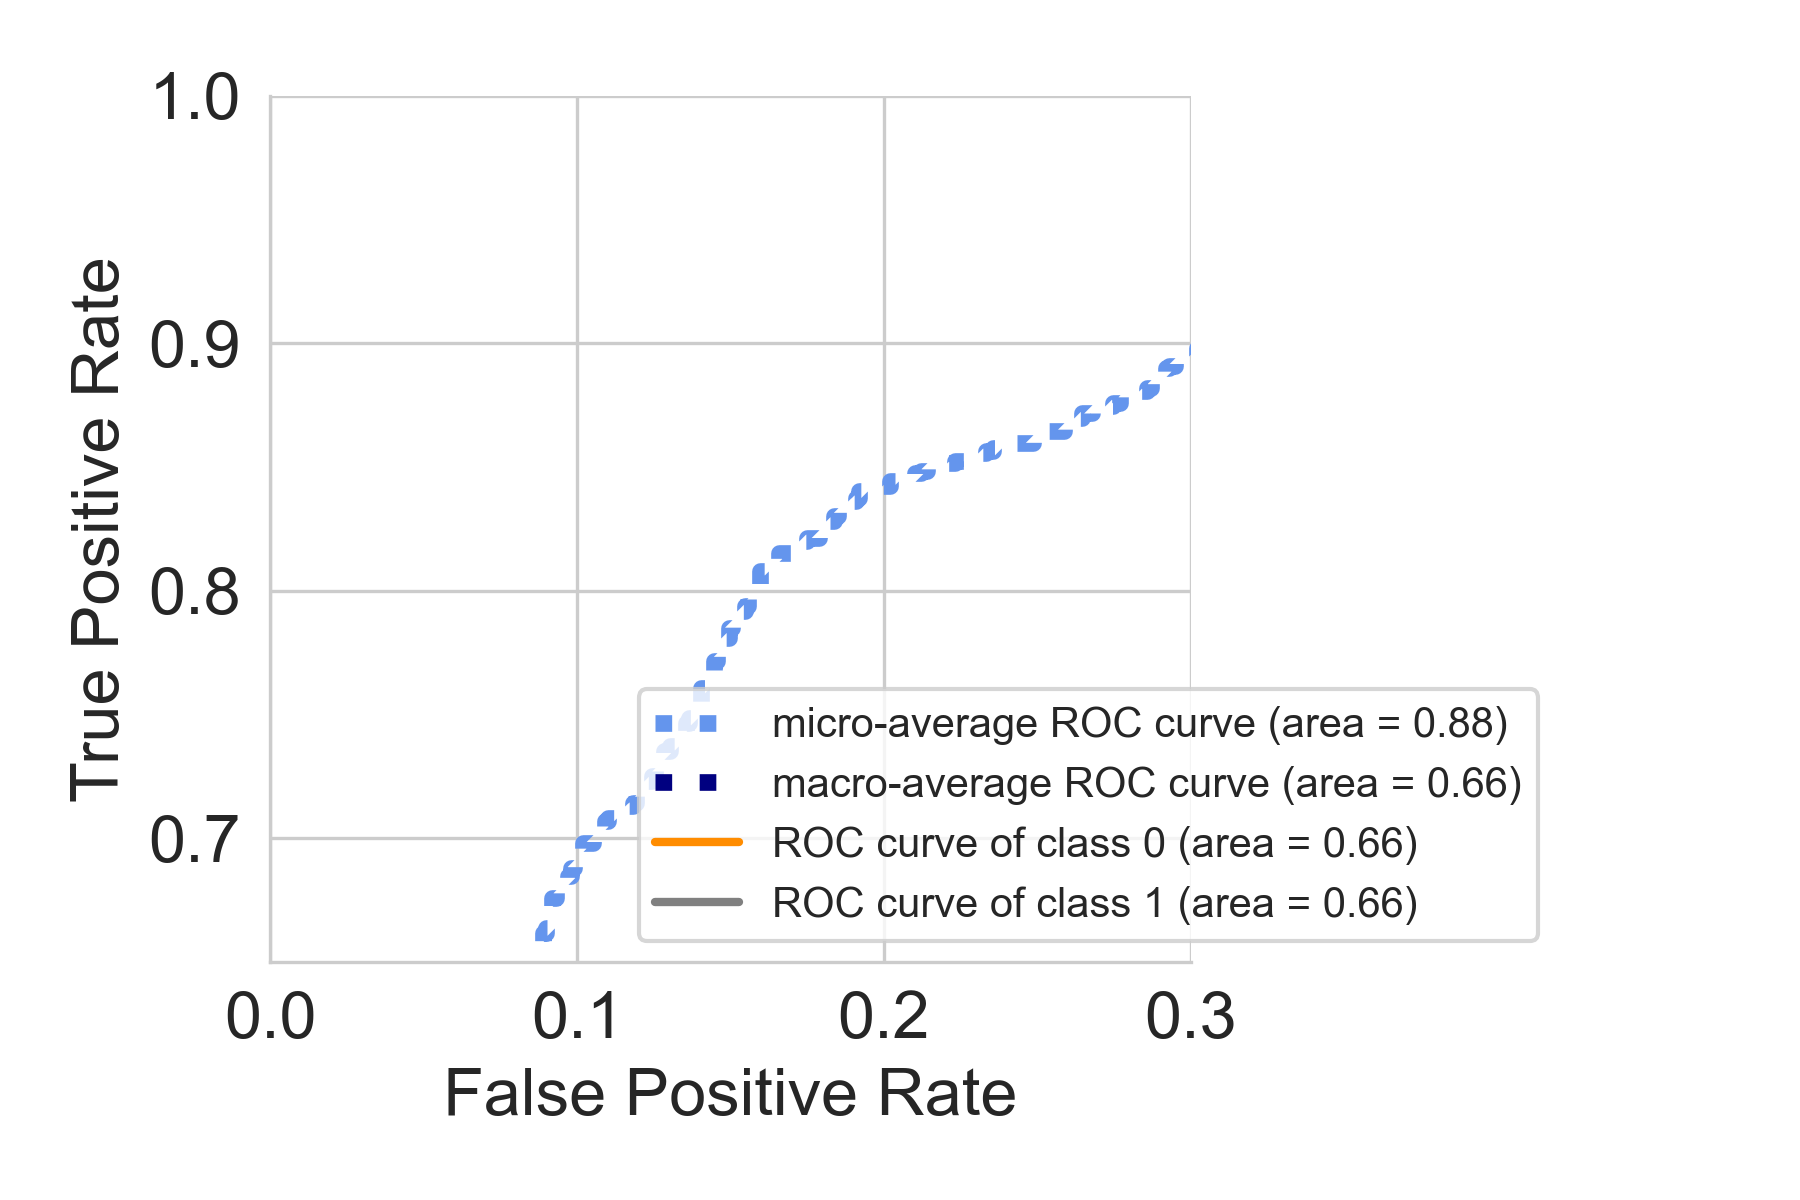 1.0
0.9
0.8
0.7
True Positive Rate
micro-average ROC curve (area = 0.88)
macro-average ROC curve (area = 0.66)
ROC curve of class 0 (area = 0.66)
ROC curve of class 1 (area = 0.66)
0.0 0.1 0.2 0.3
False Positive Rate